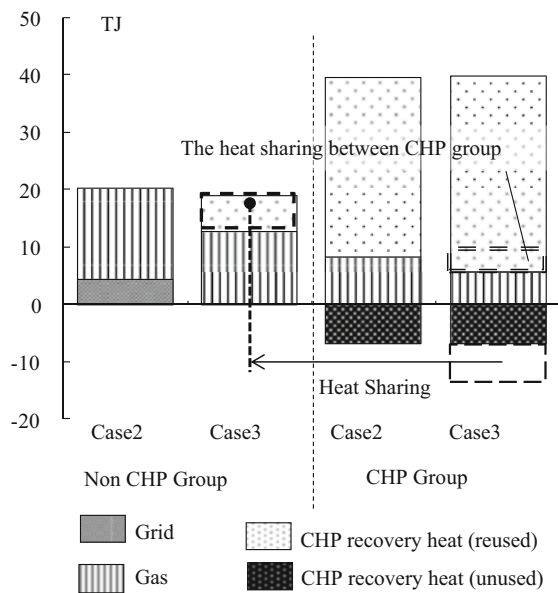 50
TJ
40
30
The heat sharing between CHP group
20
10
0
-10
Heat Sharing
-20
Case2
Case3
Case2
Case3
Non CHP Group
CHP Group
Grid
CHP recovery heat (reused)
Gas
CHP recovery heat (unused)